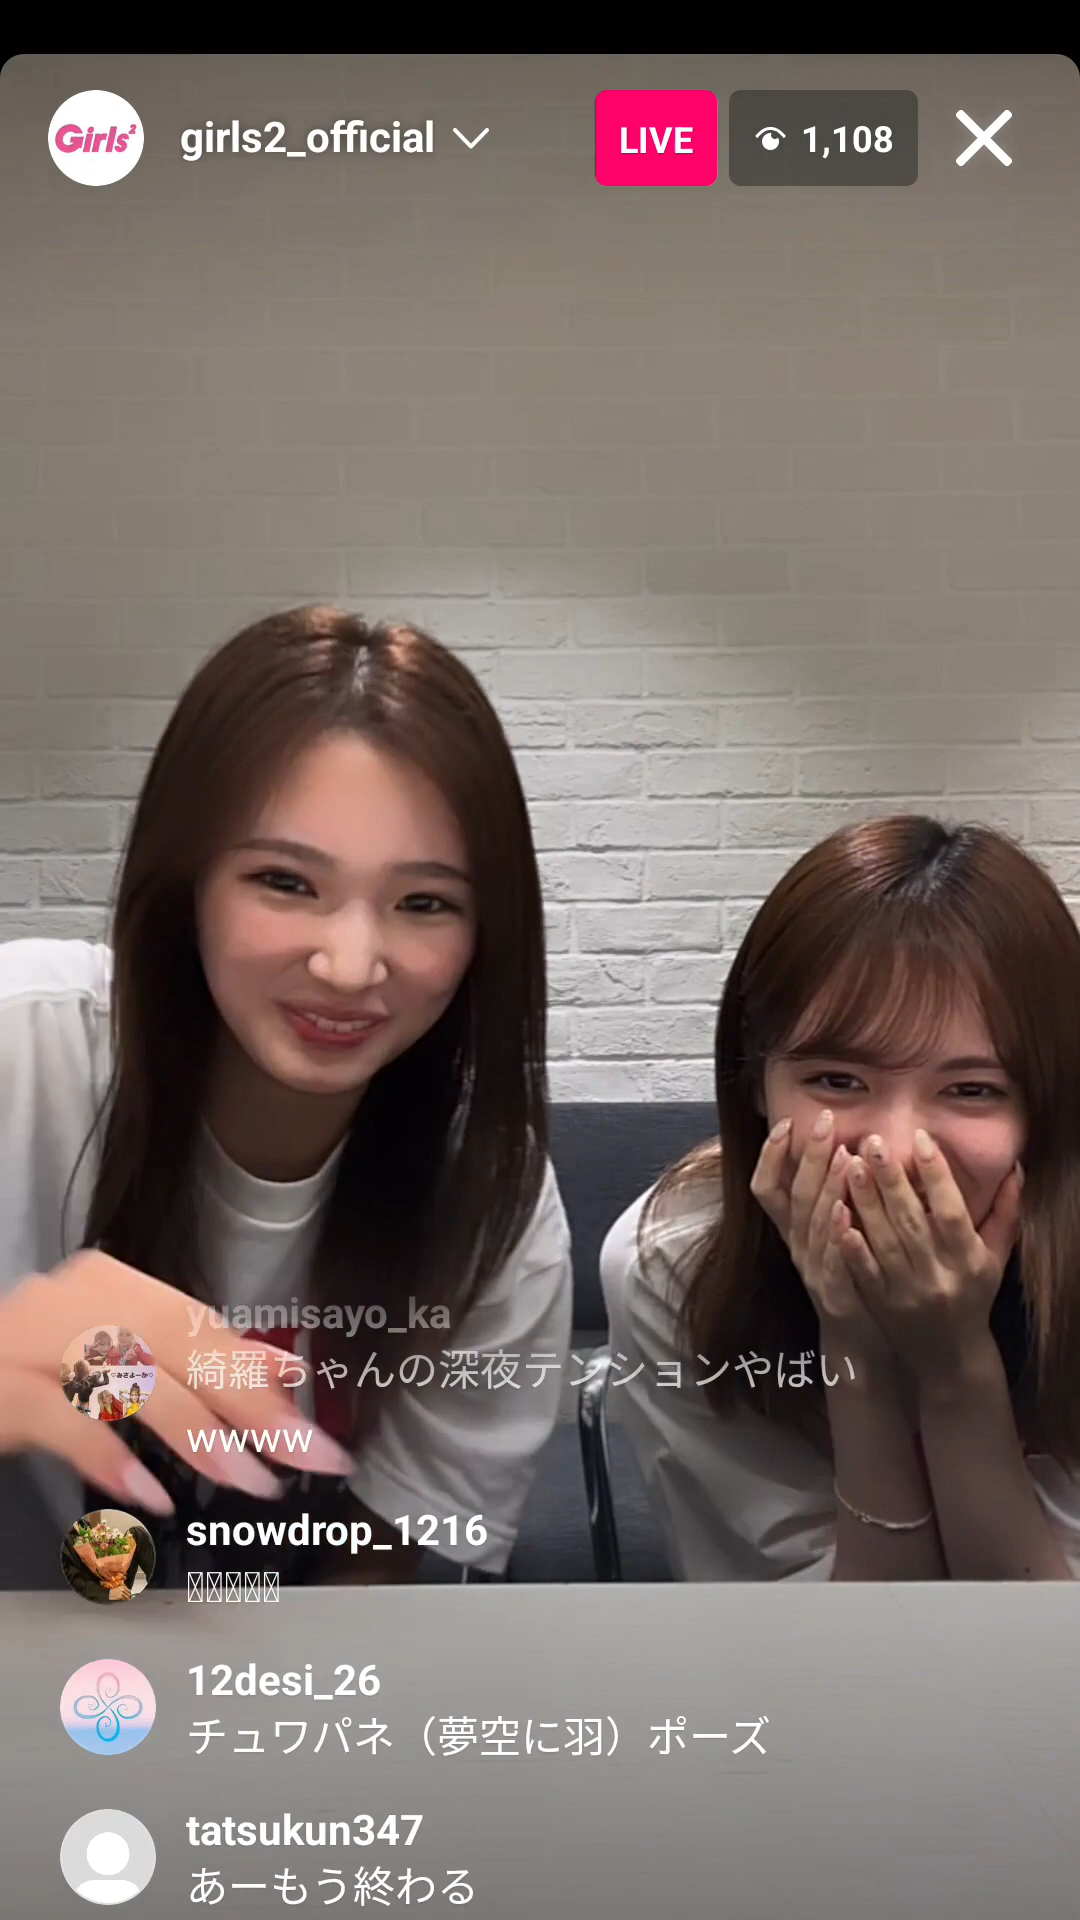 Girls²
girls2_official
LIVE
1,108
yuamisayo_ka
綺羅ちゃんの深夜テンションやばい
wwww
snowdrop_1216
12desi_26
チュワパネ（夢空に羽）ポーズ
tatsukun347
あーもう終わる